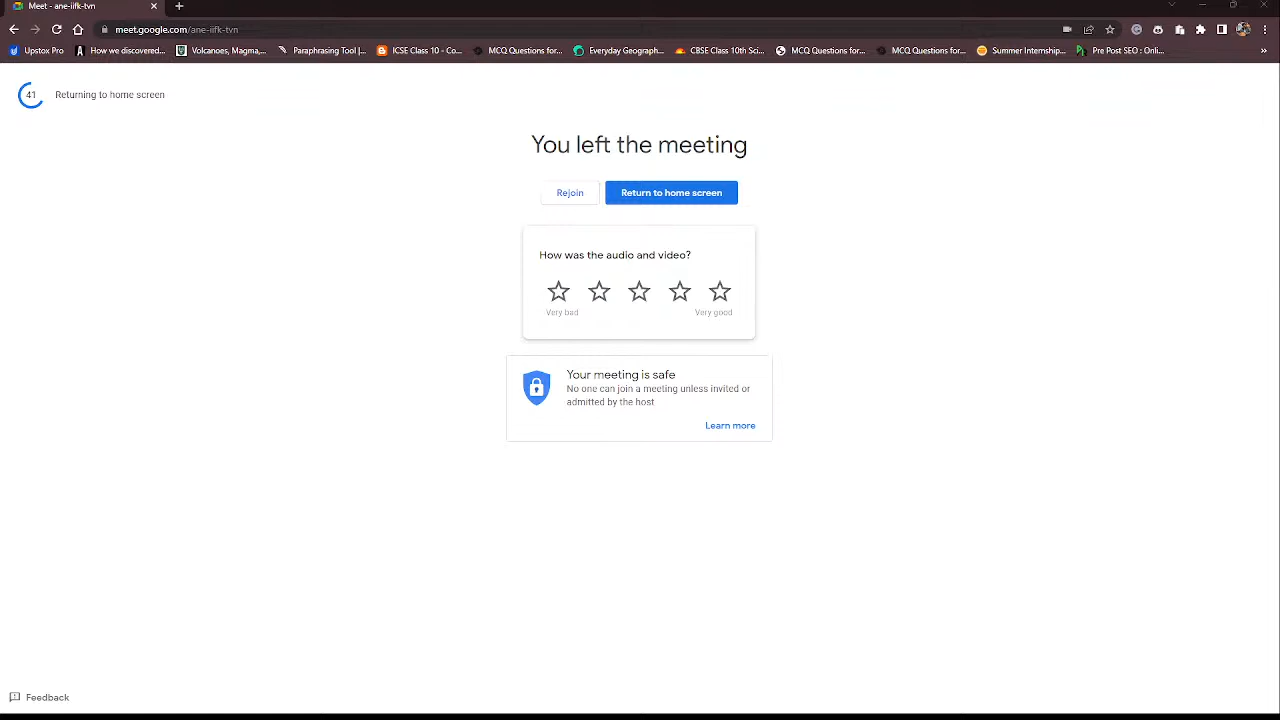 Meet - ane-iifk-tvn
meet.google.com/ane-iifk-tvn
Upstox Pro
How we discovered...
Volcanoes, Magma,...
Paraphrasing Tool |...
ICSE Class 10 - Co...
MCQ Questions for...
Everyday Geograph...
CBSE Class 10th Sci...
MCQ Questions for...
MCQ Questions for...
Summer Internship...
Pre Post SEO : Onli...
41
Returning to home screen
You left the meeting
Rejoin
Return to home screen
How was the audio and video?
Very bad
Very good
Your meeting is safe
No one can join a meeting unless invited or
admitted by the host
Learn more
Feedback